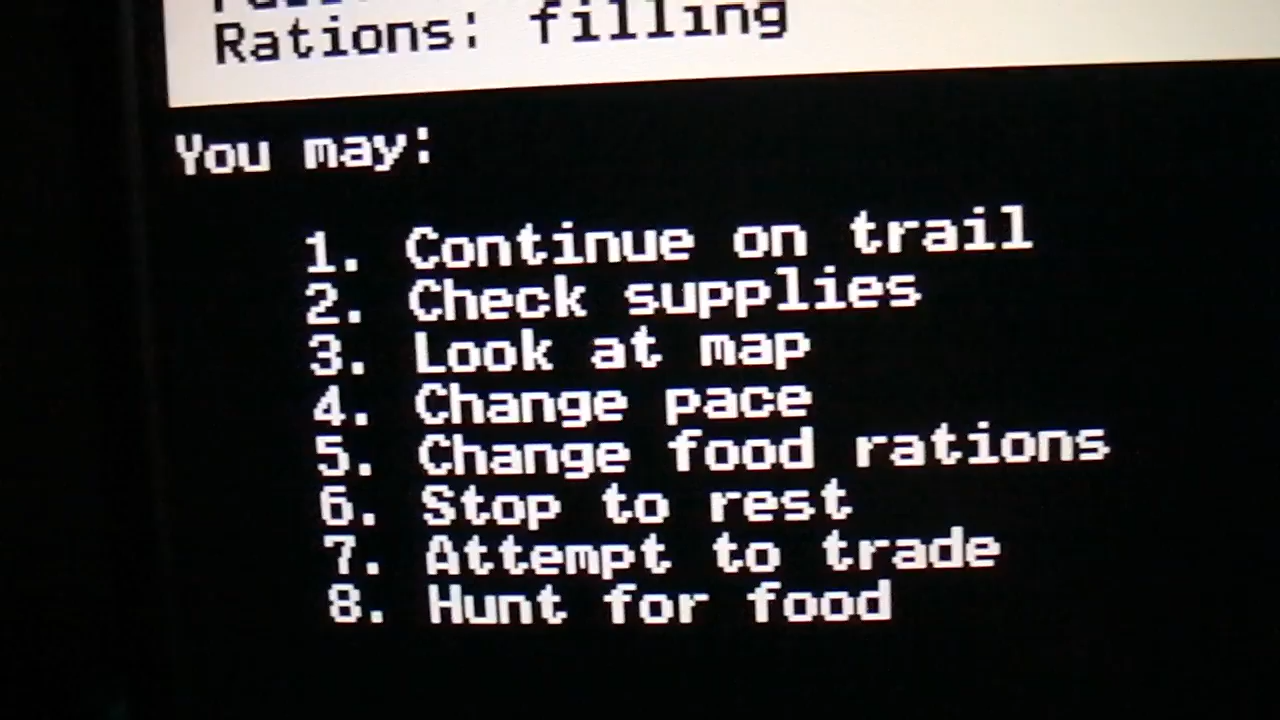 Rations: filling
You may:
1. Continue on trail
2. Check supplies
3. Look at map
4. Change pace
5. Change food rations
6. Stop to rest
7. Attempt to trade
8. Hunt for food